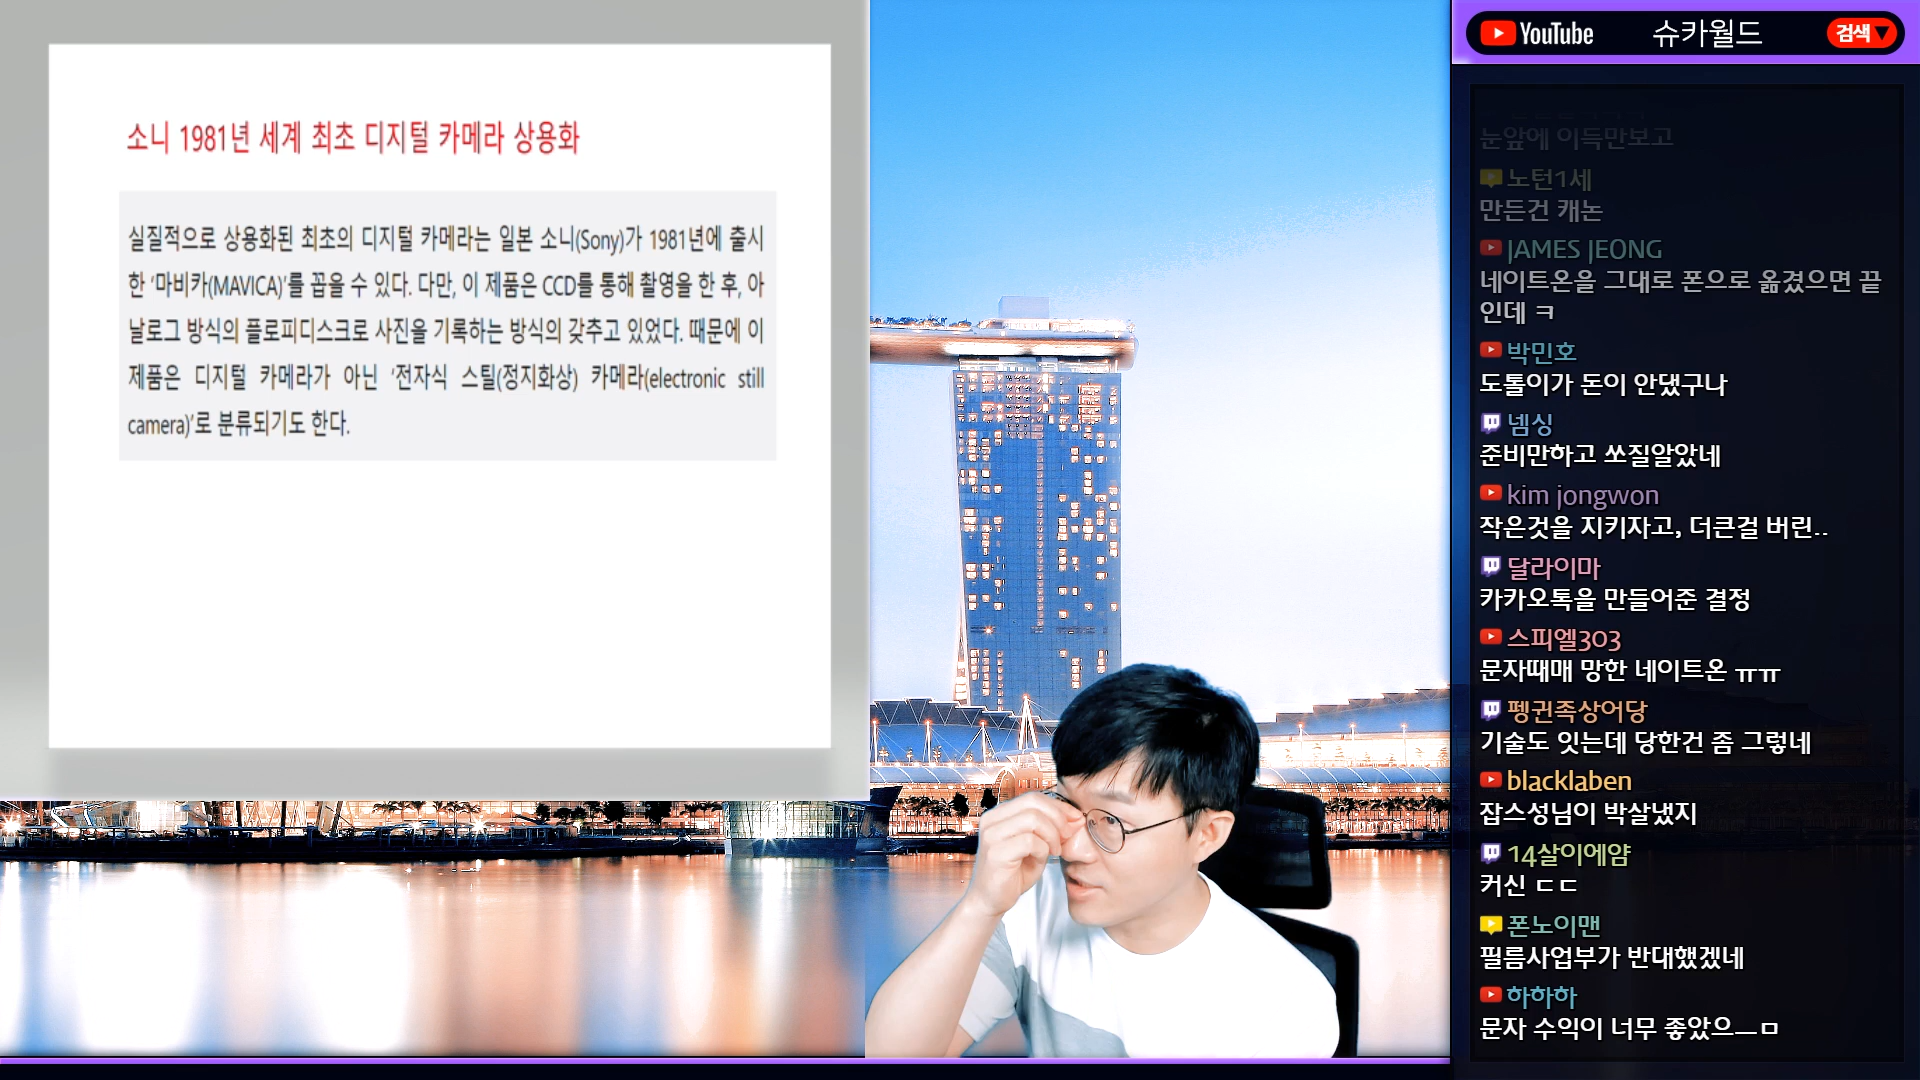 소니 1981년 세계 최초 디지털 카메라 상용화
실질적으로 상용화된 최초의 디지털 카메라는 일본 소니(Sony)가 1981년에 출시
한 '마비카(MAVICA)'를 꼽을 수 있다. 다만, 이 제품은 CCD를 통해 촬영을 한 후, 아
날로그 방식의 플로피디스크로 사진을 기록하는 방식의 갖추고 있었다. 때문에 이
제품은 디지털 카메라가 아닌 '전자식 스틸(정지화상) 카메라(electronic still
camera)'로 분류되기도 한다.
YouTube 슈카월드 검색▼
눈앞에 이득만보고
노턴1세
만든건 캐논
JAMES JEONG
네이트온을 그대로 폰으로 옮겼으면 끝
인데 ㅋ
박민호
도톨이가 돈이 안댔구나
넴싱
준비만하고 쏘질알았네
kim jongwon
작은것을 지키자고, 더큰걸 버린..
달라이마
카카오톡을 만들어준 결정
스피엘303
문자때매 망한 네이트온 ㅠㅠ
펭귄족상어당
기술도 잇는데 당한건 좀 그렇네
blacklaben
잡스성님이 박살냈지
14살이에얌
커신 ㄷㄷ
폰노이맨
필름사업부가 반대했겠네
하하하
문자 수익이 너무 좋았으ㅡㅁ